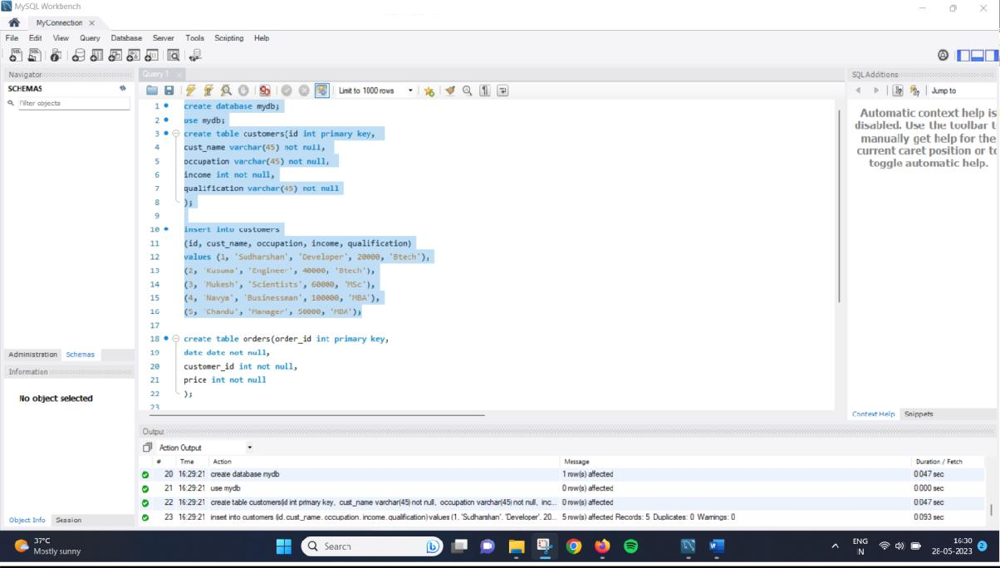 MySQL Workbench
MyConnection ×
File Edit View Query Database Server Tools Scripting Help
Navigator
SCHEMAS
Filter objects
Query 1 ×
Limit to 1000 rows
1 create database mydb;
2 use mydb;
3 create table customers(id int primary key,
4 cust_name varchar(45) not null,
5 occupation varchar(45) not null,
6 income int not null,
7 qualification varchar(45) not null
8 );
9
10 insert into customers
11 (id, cust_name, occupation, income, qualification)
12 values (1, 'Sudharshan', 'Developer', 20000, 'Btech'),
13 (2, 'Kusuma', 'Engineer', 40000, 'Btech'),
14 (3, 'Mukesh', 'Scientists', 60000, 'MSc'),
15 (4, 'Navya', 'Businessman', 100000, 'MBA'),
16 (5, 'Chandu', 'Manager', 50000, 'MBA');
17
18 create table orders(order_id int primary key,
19 date date not null,
20 customer_id int not null,
21 price int not null
22 );
23
SQLAdditions
Jump to
Automatic context help is
disabled. Use the toolbar t
manually get help for the
current caret position or to
toggle automatic help.
Context Help Snippets
Administration Schemas
Information
No object selected
Object Info Session
Output
Action Output
# Time Action Message Duration / Fetch
20 16:29:21 create database mydb 1 row(s) affected 0.047 sec
21 16:29:21 use mydb 0 row(s) affected 0.000 sec
22 16:29:21 create table customers(id int primary key, cust_name varchar(45) not null, occupation varchar(45) not null, inc... 0 row(s) affected 0.047 sec
23 16:29:21 insert into customers (id, cust_name, occupation, income, qualification) values (1, 'Sudharshan', 'Developer', 20... 5 row(s) affected Records: 5 Duplicates: 0 Warnings: 0 0.093 sec
37°C
Mostly sunny
Search
ENG
IN
16:30
28-05-2023
2